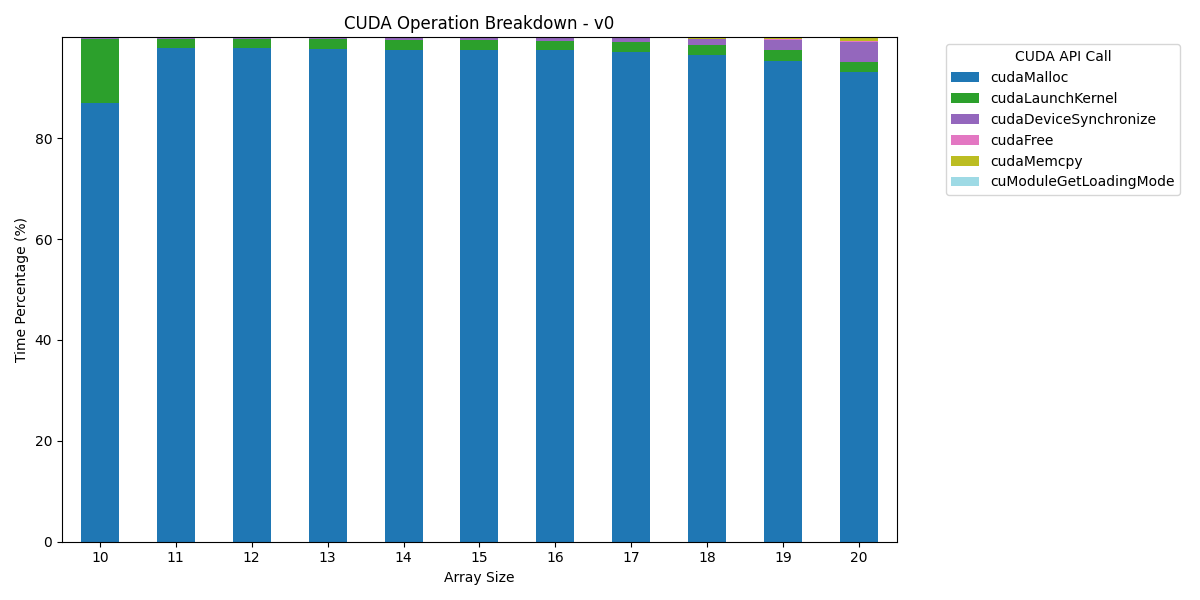 CUDA Operation Breakdown - v0
Time Percentage (%)
80
60
40
20
0
10 11 12 13 14 15 16 17 18 19 20
Array Size
CUDA API Call
cudaMalloc
cudaLaunchKernel
cudaDeviceSynchronize
cudaFree
cudaMemcpy
cuModuleGetLoadingMode